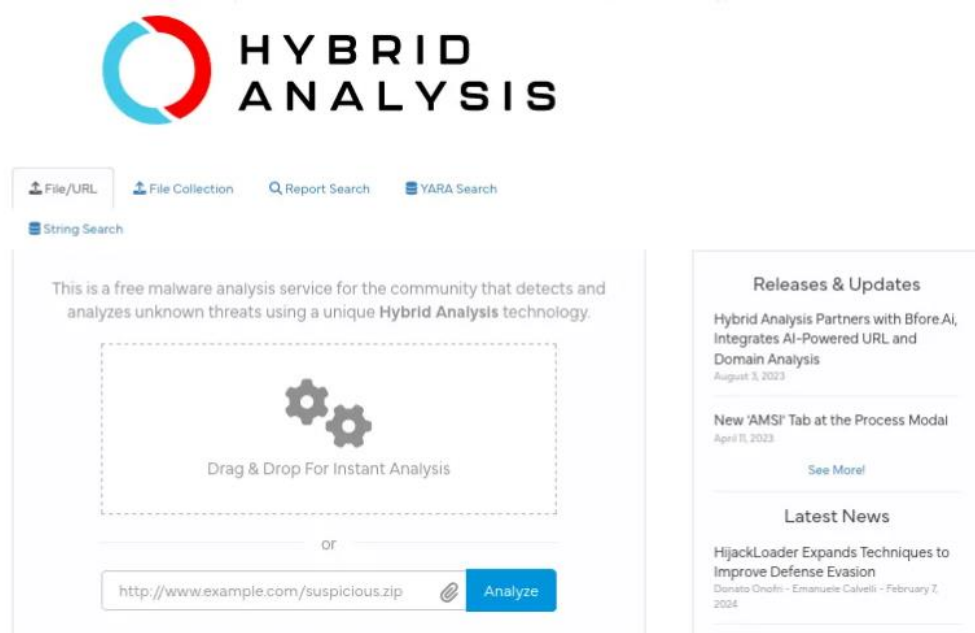 HYBRID
ANALYSIS
File/URL
File Collection
Report Search
YARA Search
String Search
This is a free malware analysis service for the community that detects and
analyzes unknown threats using a unique Hybrid Analysis technology.
Drag & Drop For Instant Analysis
or
http://www.example.com/suspicious.zip
Analyze
Releases & Updates
Hybrid Analysis Partners with Bfore.Ai,
Integrates AI-Powered URL and
Domain Analysis
August 3, 2023
New 'AMSI' Tab at the Process Modal
April 11, 2023
See More!
Latest News
HijackLoader Expands Techniques to
Improve Defense Evasion
Donato Onofri - Emanuele Calvelli - February 7,
2024